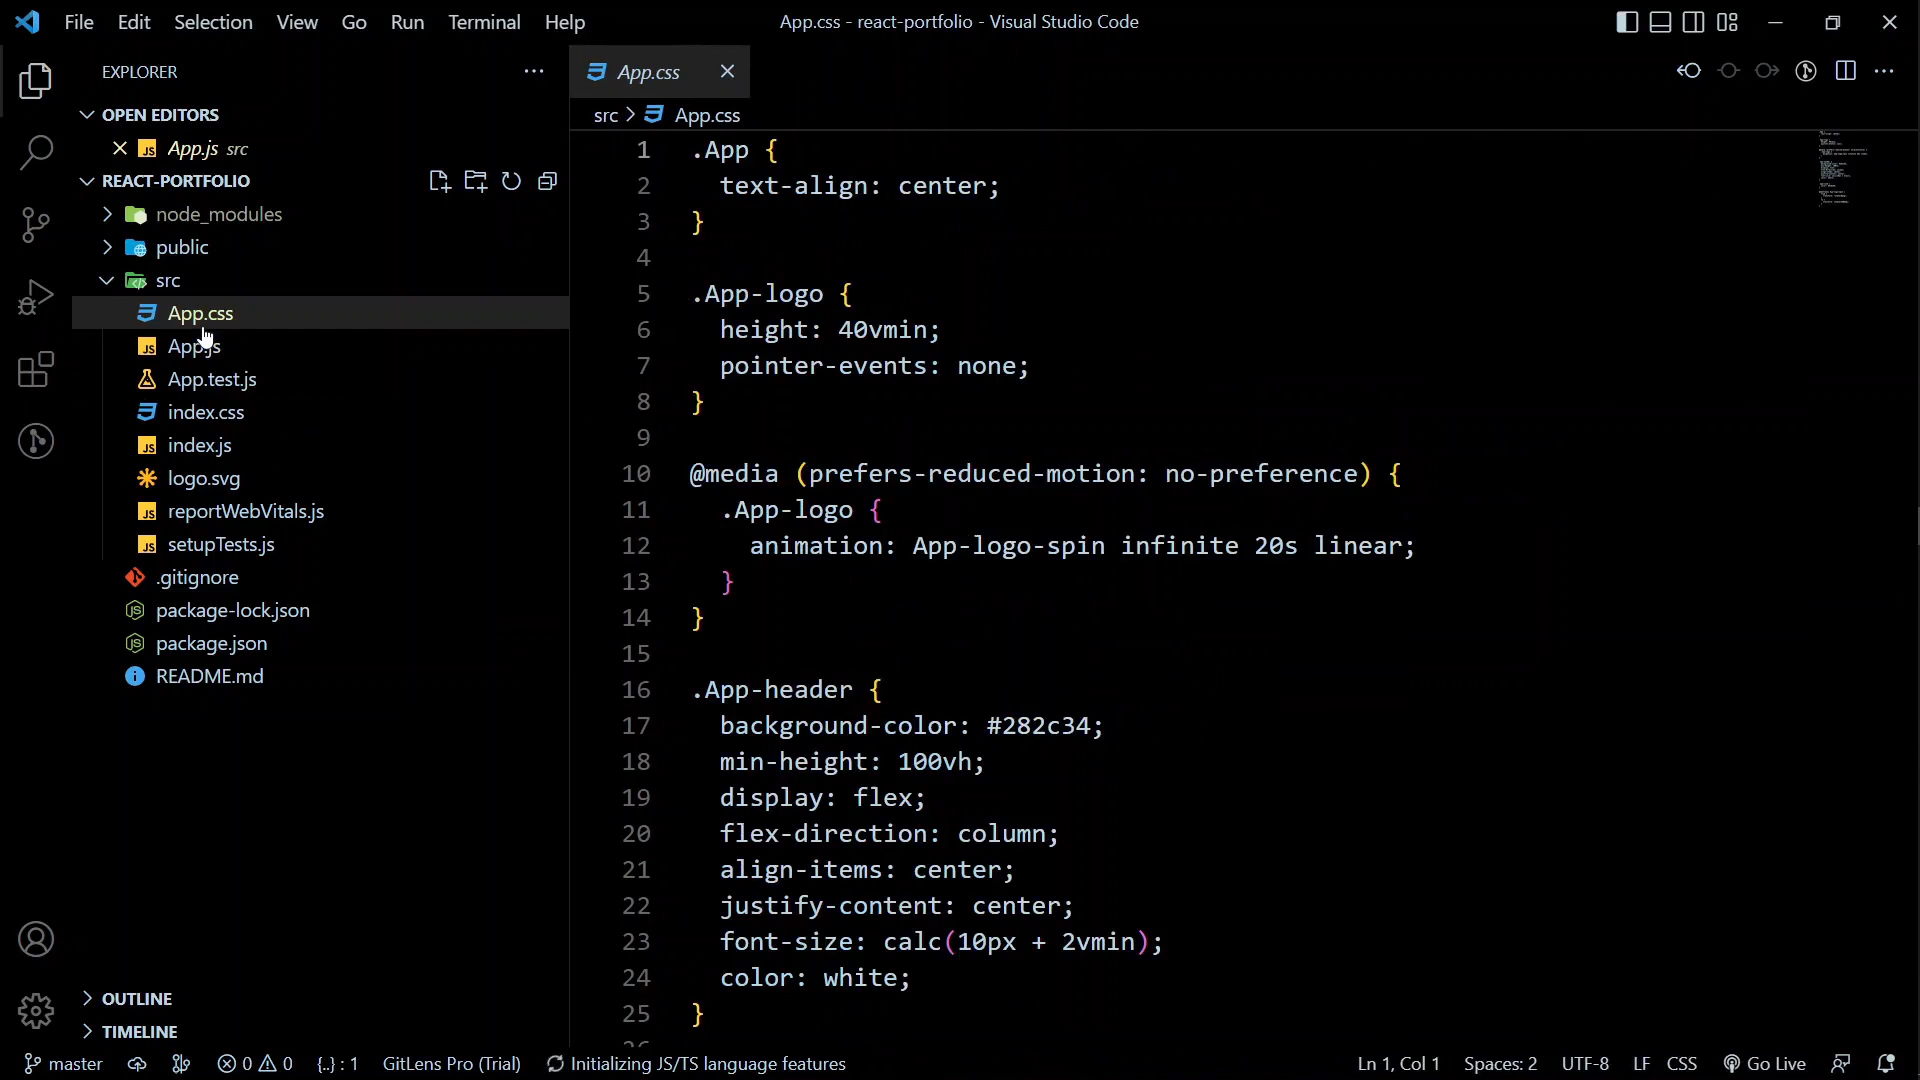 File Edit Selection View Go Run Terminal Help
App.css - react-portfolio - Visual Studio Code
EXPLORER
OPEN EDITORS
App.js src
REACT-PORTFOLIO
node_modules
public
src
App.css
App.js
App.test.js
index.css
index.js
logo.svg
reportWebVitals.js
setupTests.js
.gitignore
package-lock.json
package.json
README.md
OUTLINE
TIMELINE
App.css
src > App.css
1 .App {
2 text-align: center;
3 }
4
5 .App-logo {
6 height: 40vmin;
7 pointer-events: none;
8 }
9
10 @media (prefers-reduced-motion: no-preference) {
11 .App-logo {
12 animation: App-logo-spin infinite 20s linear;
13 }
14 }
15
16 .App-header {
17 background-color: #282c34;
18 min-height: 100vh;
19 display: flex;
20 flex-direction: column;
21 align-items: center;
22 justify-content: center;
23 font-size: calc(10px + 2vmin);
24 color: white;
25 }
master 0 0 {..} : 1 GitLens Pro (Trial) Initializing JS/TS language features
Ln 1, Col 1 Spaces: 2 UTF-8 LF CSS Go Live